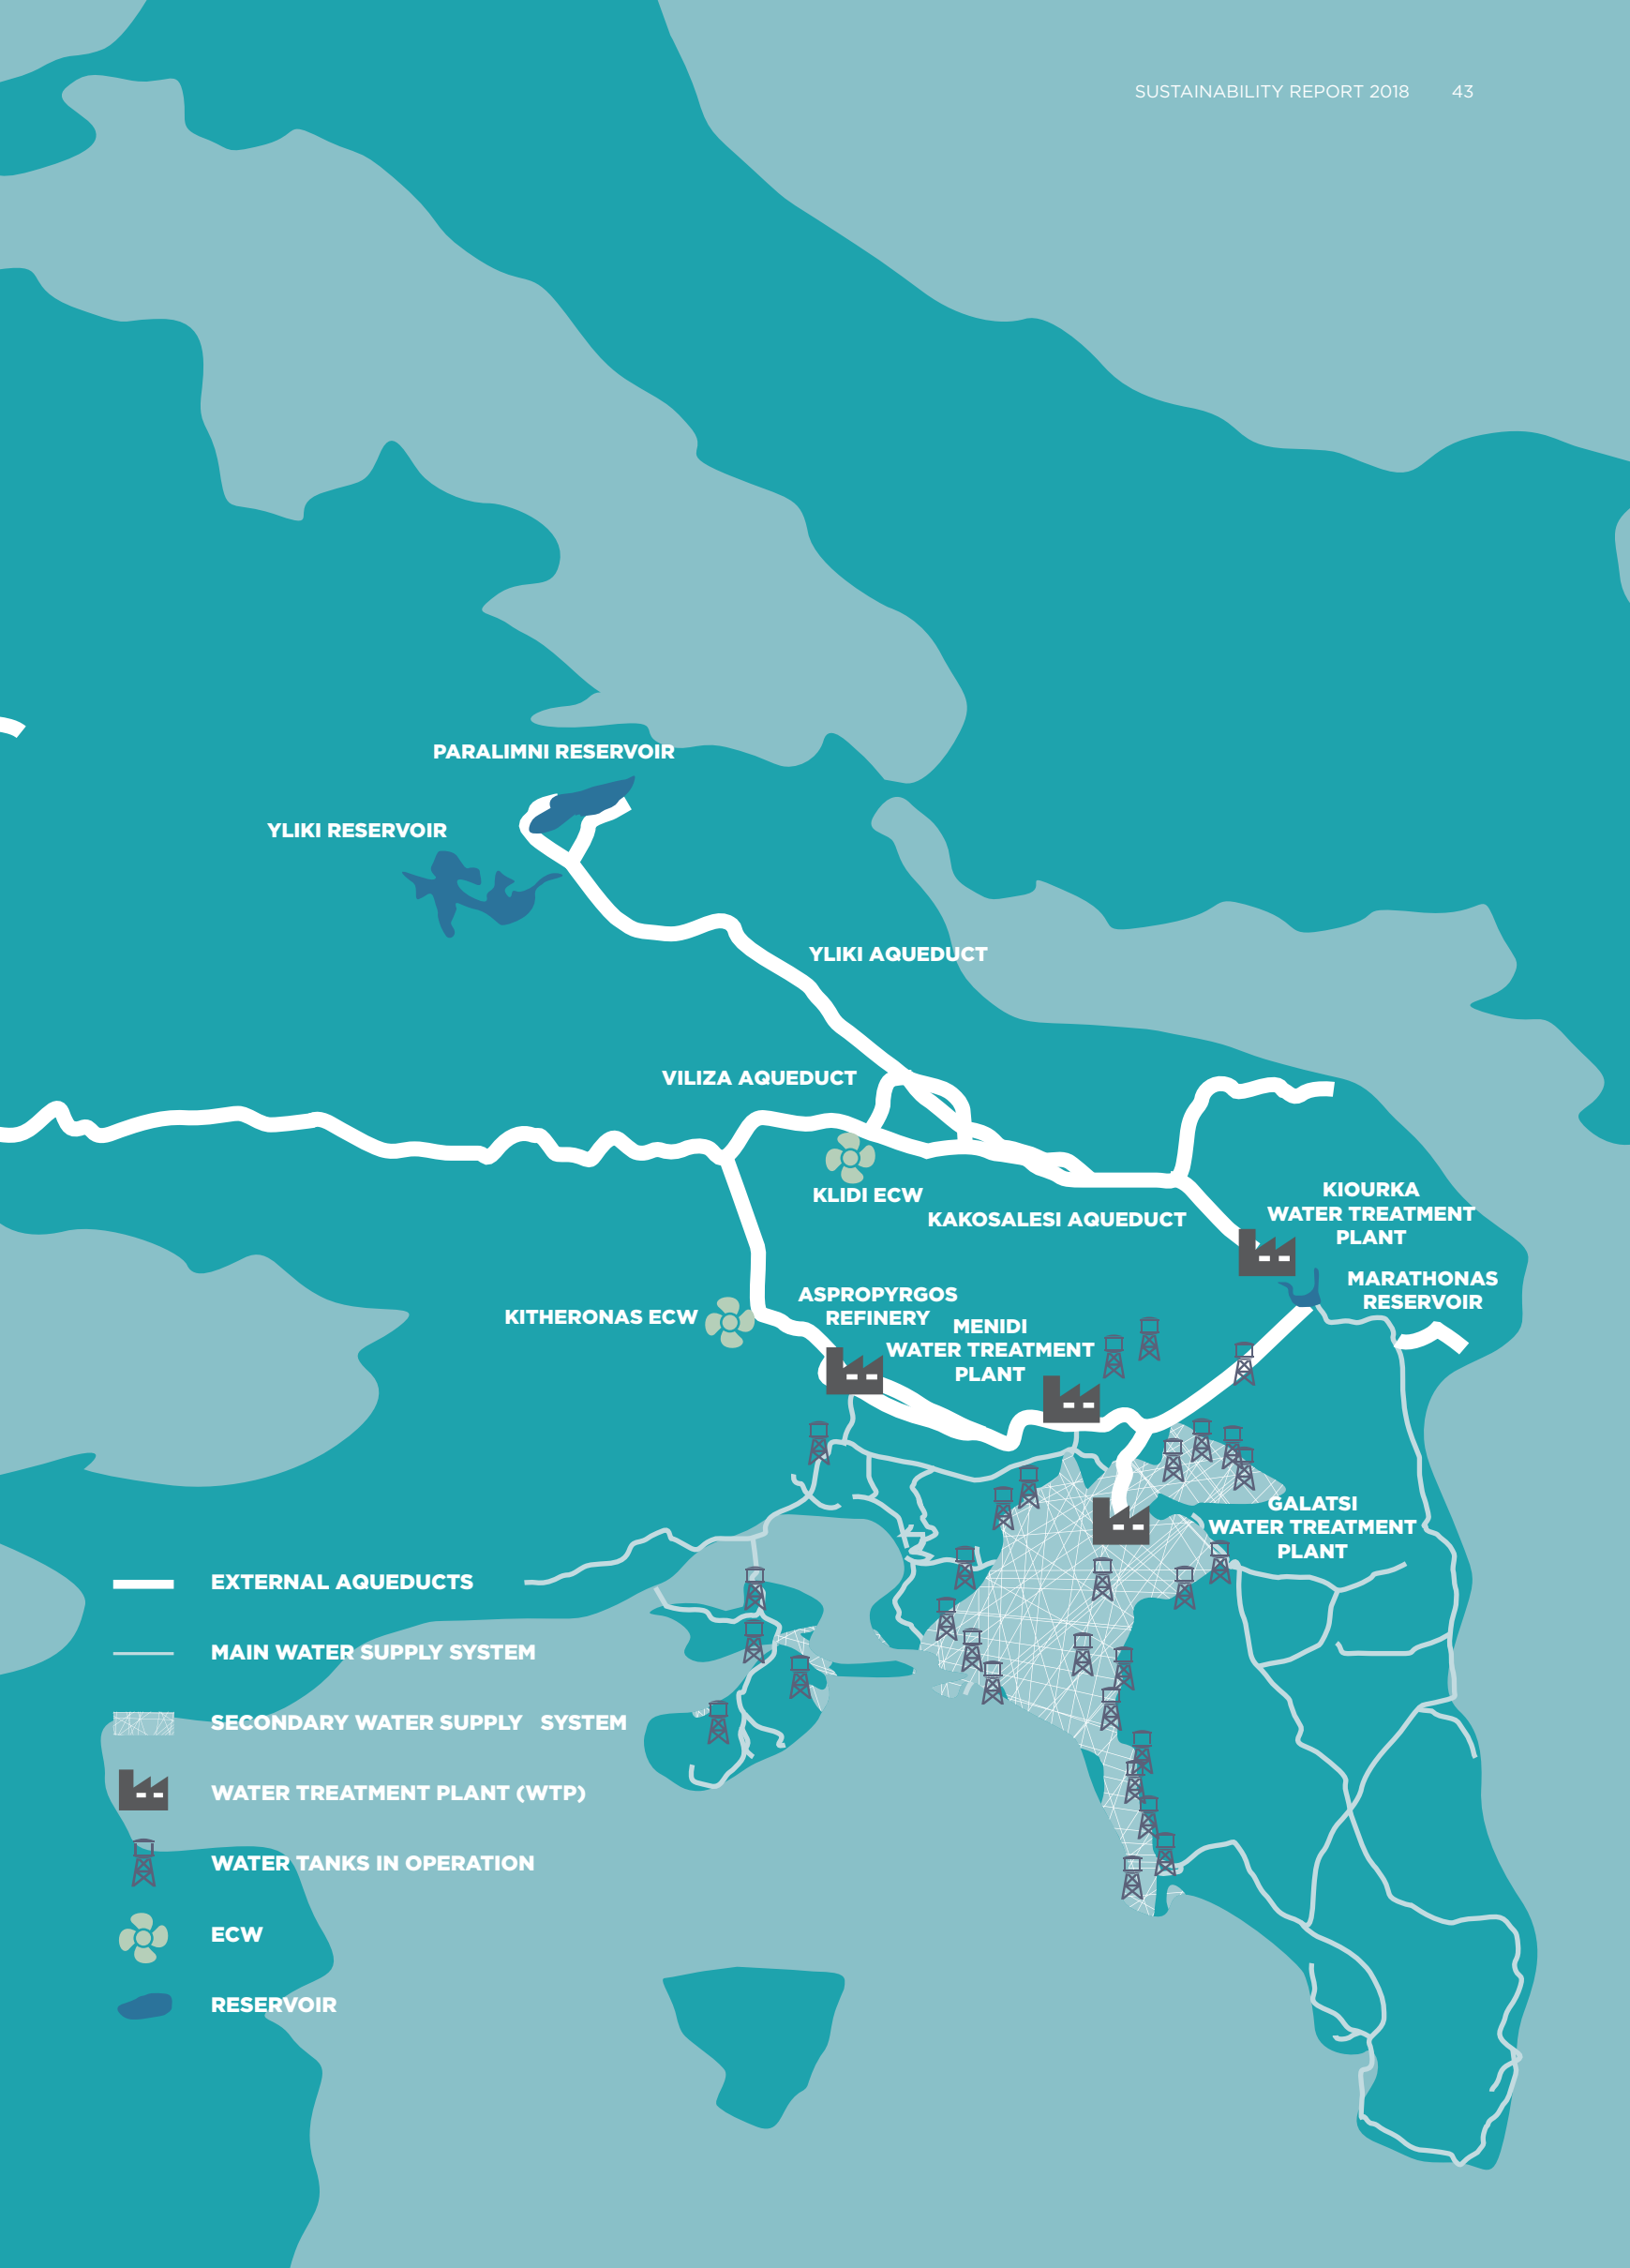 SUSTAINABILITY REPORT 2018 43
PARALIMNI RESERVOIR
YLIKI RESERVOIR
YLIKI AQUEDUCT
VILIZA AQUEDUCT
KLIDI ECW
KAKOSALESI AQUEDUCT
KIOURKA
WATER TREATMENT
PLANT
MARATHONAS
RESERVOIR
KITHERONAS ECW
ASPROPYRGOS
REFINERY
MENIDI
WATER TREATMENT
PLANT
GALATSI
WATER TREATMENT
PLANT
EXTERNAL AQUEDUCTS
MAIN WATER SUPPLY SYSTEM
SECONDARY WATER SUPPLY SYSTEM
WATER TREATMENT PLANT (WTP)
WATER TANKS IN OPERATION
ECW
RESERVOIR